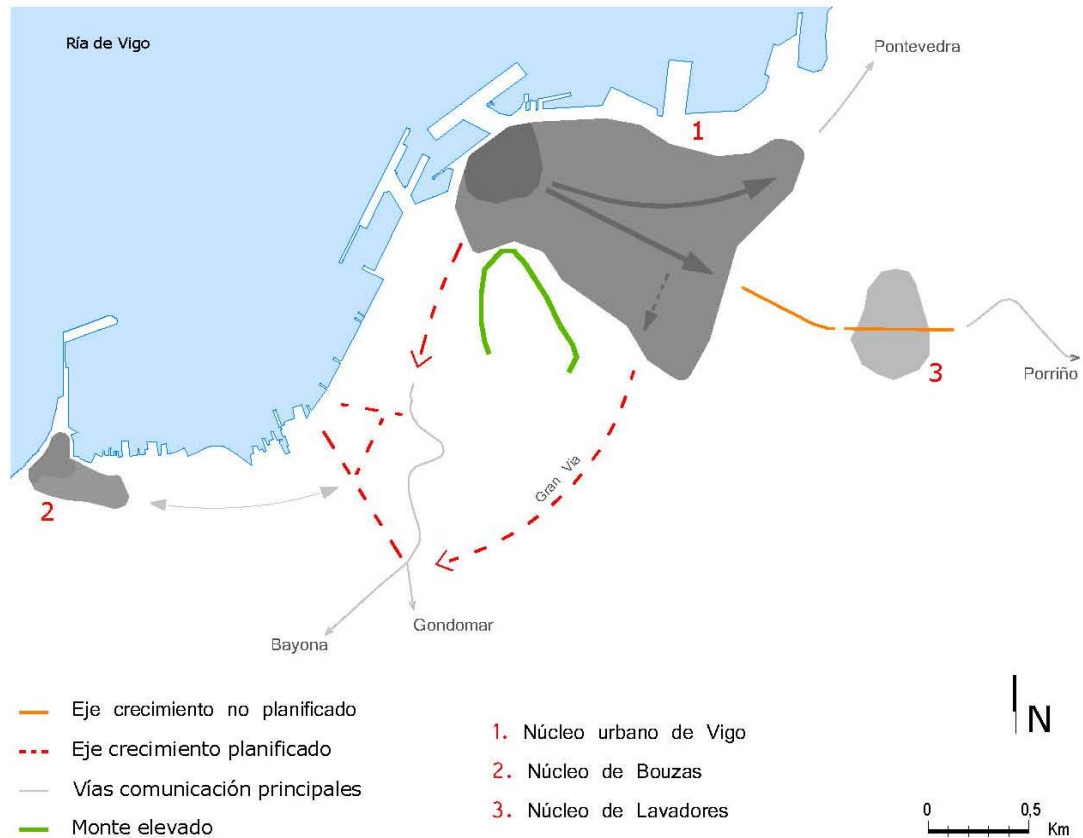 Ría de Vigo
Pontevedra
1
3
Porriño
2
Gran Via
Gondomar
Bayona
Eje crecimiento no planificado
Eje crecimiento planificado
Vías comunicación principales
Monte elevado
1. Núcleo urbano de Vigo
2. Núcleo de Bouzas
3. Núcleo de Lavadores
N
0 0,5
Km